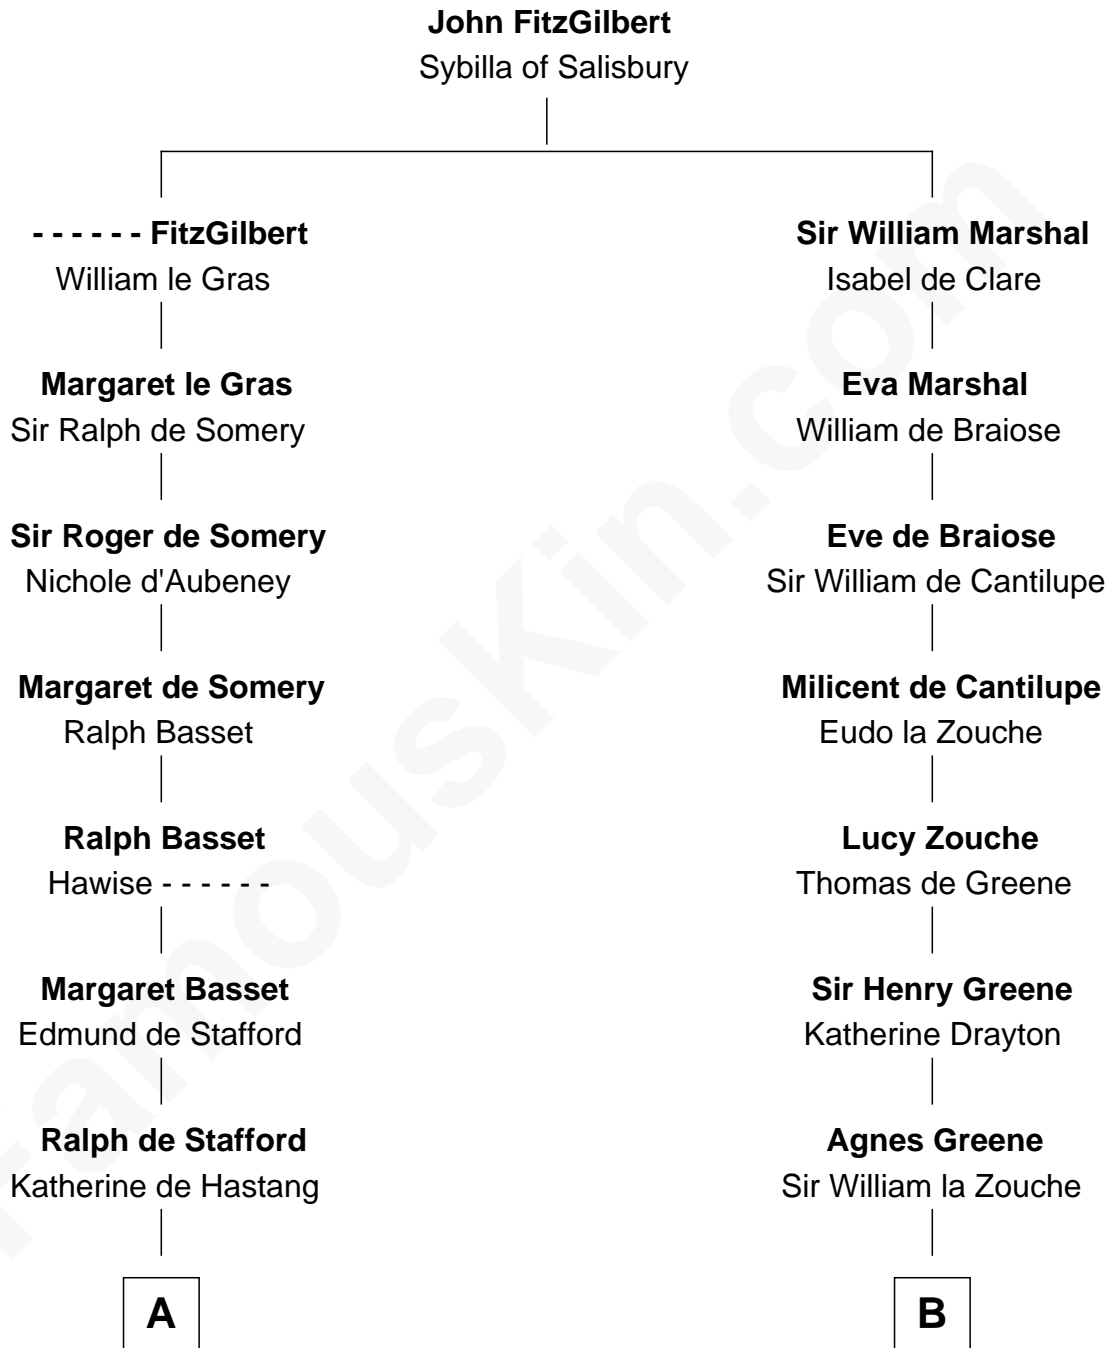 John FitzGilbert
Sybilla of Salisbury
- - - - - - FitzGilbert
William le Gras
Sir William Marshal
Isabel de Clare
Margaret le Gras
Sir Ralph de Somery
Eva Marshal
William de Braiose
Sir Roger de Somery
Nichole d'Aubeney
Eve de Braiose
Sir William de Cantilupe
Margaret de Somery
Ralph Basset
Milicent de Cantilupe
Eudo la Zouche
Ralph Basset
Hawise - - - - - -
Lucy Zouche
Thomas de Greene
Margaret Basset
Edmund de Stafford
Sir Henry Greene
Katherine Drayton
Ralph de Stafford
Katherine de Hastang
Agnes Greene
Sir William la Zouche
A
B
FamousKin.com